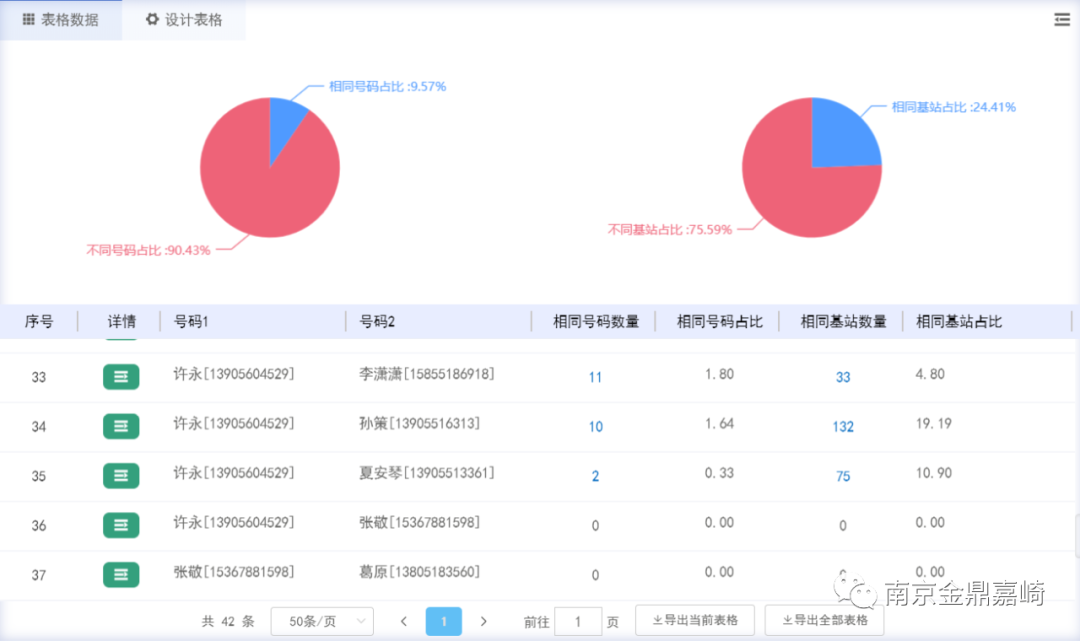 表格数据 设计表格
相同号码占比 :9.57%
相同基站占比 :24.41%
不同基站占比 :75.59%
不同号码占比 :90.43%
序号 详情 号码1 号码2 相同号码数量 相同号码占比 相同基站数量 相同基站占比
33 许永[13905604529] 李潇潇[15855186918] 11 1.80 33 4.80
34 许永[13905604529] 孙策[13905516313] 10 1.64 132 19.19
35 许永[13905604529] 夏安琴[13905513361] 2 0.33 75 10.90
36 许永[13905604529] 张敬[15367881598] 0 0.00 0 0.00
37 张敬[15367881598] 葛原[13805183560] 0 0.00 0 0.00
南京金鼎嘉崎
共 42 条 50条/页 1 前往 1 页 导出当前表格 导出全部表格